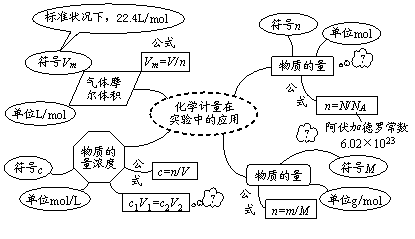 标准状况下，22.4L/mol
符号Vm
公式
Vm=V/n
气体摩
尔体积
单位L/mol
符号n
单位mol
物质的量
?
公
式
n=N/NA
阿伏加德罗常数
6.02×10²³
化学计量在
实验中的应用
物质的
量浓度
符号c
单位mol/L
公
式
c=n/V
c₁V₁=c₂V₂
?
?
物质的量
符号M
单位g/mol
公
式
n=m/M